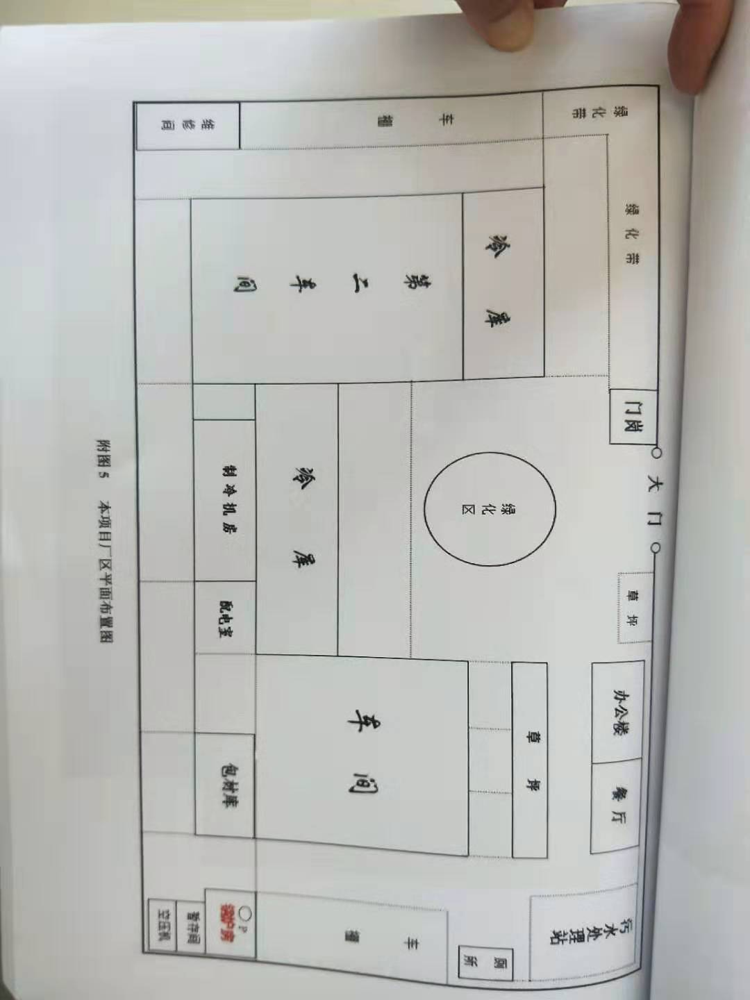 大门
绿化带
绿化带
门岗
草坪
办公楼
餐厅
污水处理站
冷库
绿化区
草坪
厕所
车棚
第二车间
冷库
车间
车棚
维修间
制冷机房
配电室
包材库
P
锅炉房
暂存间
空压机
附图5 本项目厂区平面布置图